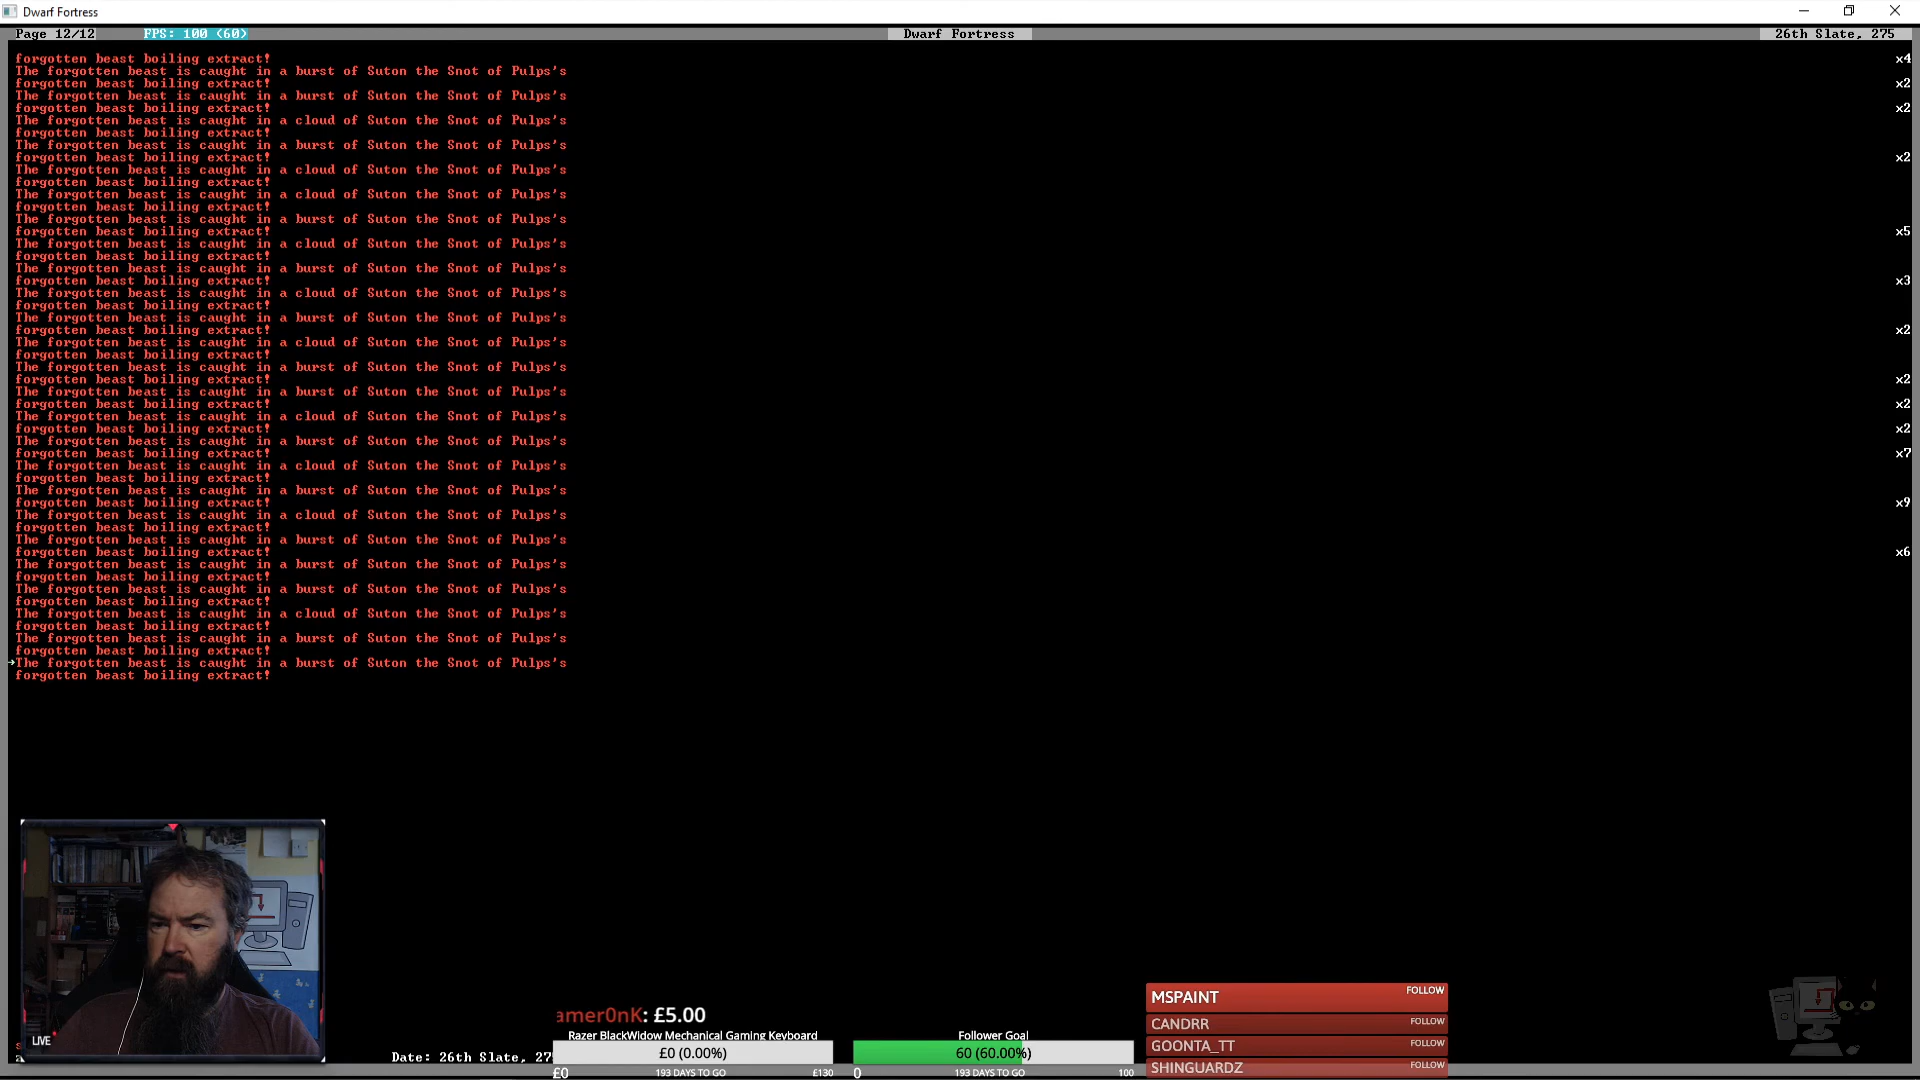 Dwarf Fortress
Page 12/12 FPS: 100 (60) Dwarf Fortress 26th Slate, 275
forgotten beast boiling extract! x4
The forgotten beast is caught in a burst of Suton the Snot of Pulps's
forgotten beast boiling extract! x2
The forgotten beast is caught in a burst of Suton the Snot of Pulps's
forgotten beast boiling extract! x2
The forgotten beast is caught in a cloud of Suton the Snot of Pulps's
forgotten beast boiling extract!
The forgotten beast is caught in a burst of Suton the Snot of Pulps's
forgotten beast boiling extract! x2
The forgotten beast is caught in a cloud of Suton the Snot of Pulps's
forgotten beast boiling extract!
The forgotten beast is caught in a cloud of Suton the Snot of Pulps's
forgotten beast boiling extract!
The forgotten beast is caught in a burst of Suton the Snot of Pulps's
forgotten beast boiling extract! x5
The forgotten beast is caught in a cloud of Suton the Snot of Pulps's
forgotten beast boiling extract!
The forgotten beast is caught in a burst of Suton the Snot of Pulps's
forgotten beast boiling extract! x3
The forgotten beast is caught in a cloud of Suton the Snot of Pulps's
forgotten beast boiling extract!
The forgotten beast is caught in a burst of Suton the Snot of Pulps's
forgotten beast boiling extract! x2
The forgotten beast is caught in a cloud of Suton the Snot of Pulps's
forgotten beast boiling extract!
The forgotten beast is caught in a burst of Suton the Snot of Pulps's
forgotten beast boiling extract! x2
The forgotten beast is caught in a burst of Suton the Snot of Pulps's
forgotten beast boiling extract! x2
The forgotten beast is caught in a cloud of Suton the Snot of Pulps's
forgotten beast boiling extract! x2
The forgotten beast is caught in a burst of Suton the Snot of Pulps's
forgotten beast boiling extract! x7
The forgotten beast is caught in a cloud of Suton the Snot of Pulps's
forgotten beast boiling extract!
The forgotten beast is caught in a burst of Suton the Snot of Pulps's
forgotten beast boiling extract! x9
The forgotten beast is caught in a cloud of Suton the Snot of Pulps's
forgotten beast boiling extract!
The forgotten beast is caught in a burst of Suton the Snot of Pulps's
forgotten beast boiling extract! x6
The forgotten beast is caught in a burst of Suton the Snot of Pulps's
forgotten beast boiling extract!
The forgotten beast is caught in a burst of Suton the Snot of Pulps's
forgotten beast boiling extract!
The forgotten beast is caught in a cloud of Suton the Snot of Pulps's
forgotten beast boiling extract!
The forgotten beast is caught in a burst of Suton the Snot of Pulps's
forgotten beast boiling extract!
The forgotten beast is caught in a burst of Suton the Snot of Pulps's
forgotten beast boiling extract!
LIVE
Date: 26th Slate, 27
amer0nK: £5.00
Razer BlackWidow Mechanical Gaming Keyboard
£0 (0.00%)
£0 193 DAYS TO GO £130
Follower Goal
60 (60.00%)
0 193 DAYS TO GO 100
MSPAINT FOLLOW
CANDRR FOLLOW
GOONTA_TT FOLLOW
SHINGUARDZ FOLLOW